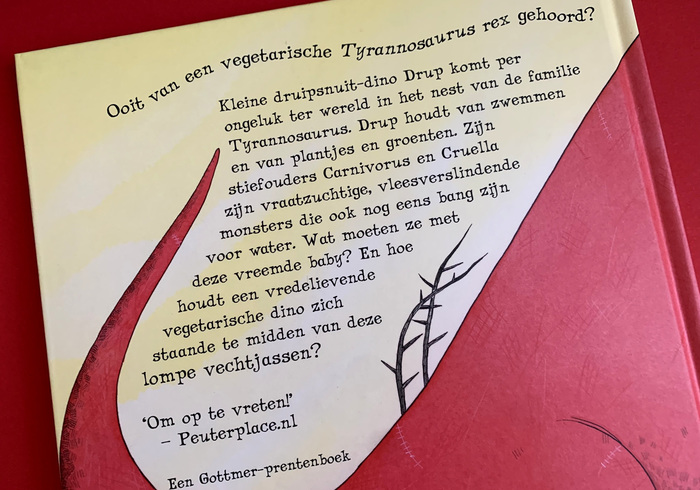 Ooit van een vegetarische Tyrannosaurus rex gehoord?
Kleine druipsnuit-dino Drup komt per
ongeluk ter wereld in het nest van de familie
Tyrannosaurus. Drup houdt van zwemmen
en van plantjes en groenten. Zijn
stiefouders Carnivorus en Cruella
zijn vraatzuchtige, vleesverslindende
monsters die ook nog eens bang zijn
voor water. Wat moeten ze met
deze vreemde baby? En hoe
houdt een vredelievende
vegetarische dino zich
staande te midden van deze
lompe vechtjassen?
‘Om op te vreten!’
– Peuterplace.nl
Een Gottmer-prentenboek